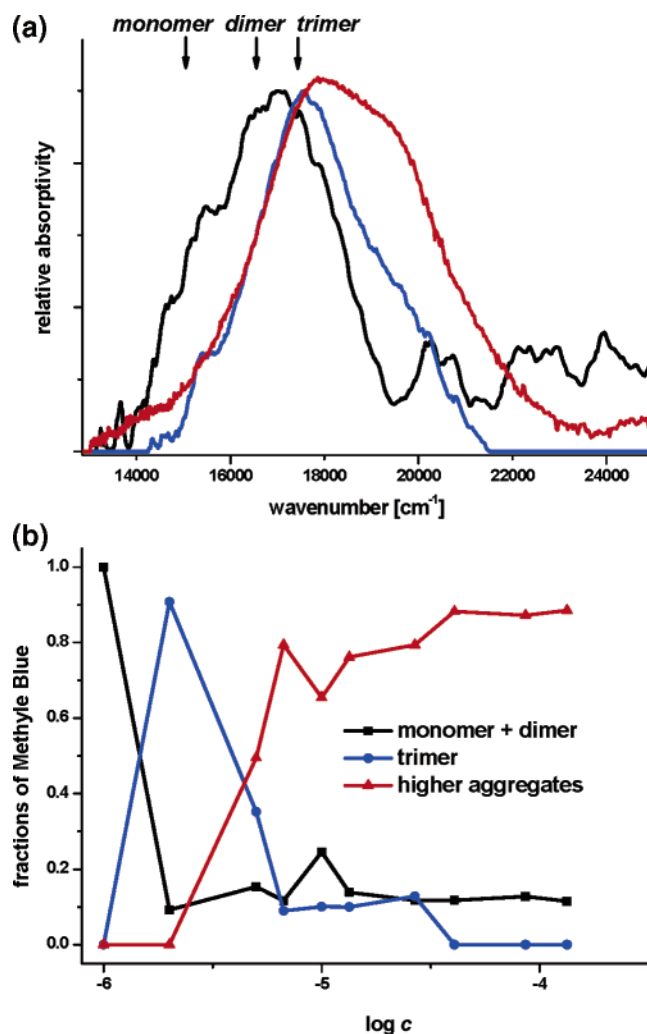 (a)
monomer dimer trimer
relative absorptivity
14000 16000 18000 20000 22000 24000
wavenumber [cm-1]
(b)
1.0
0.8
0.6
0.4
0.2
0.0
fractions of Methyle Blue
monomer + dimer
trimer
higher aggregates
-6 -5 -4
log c